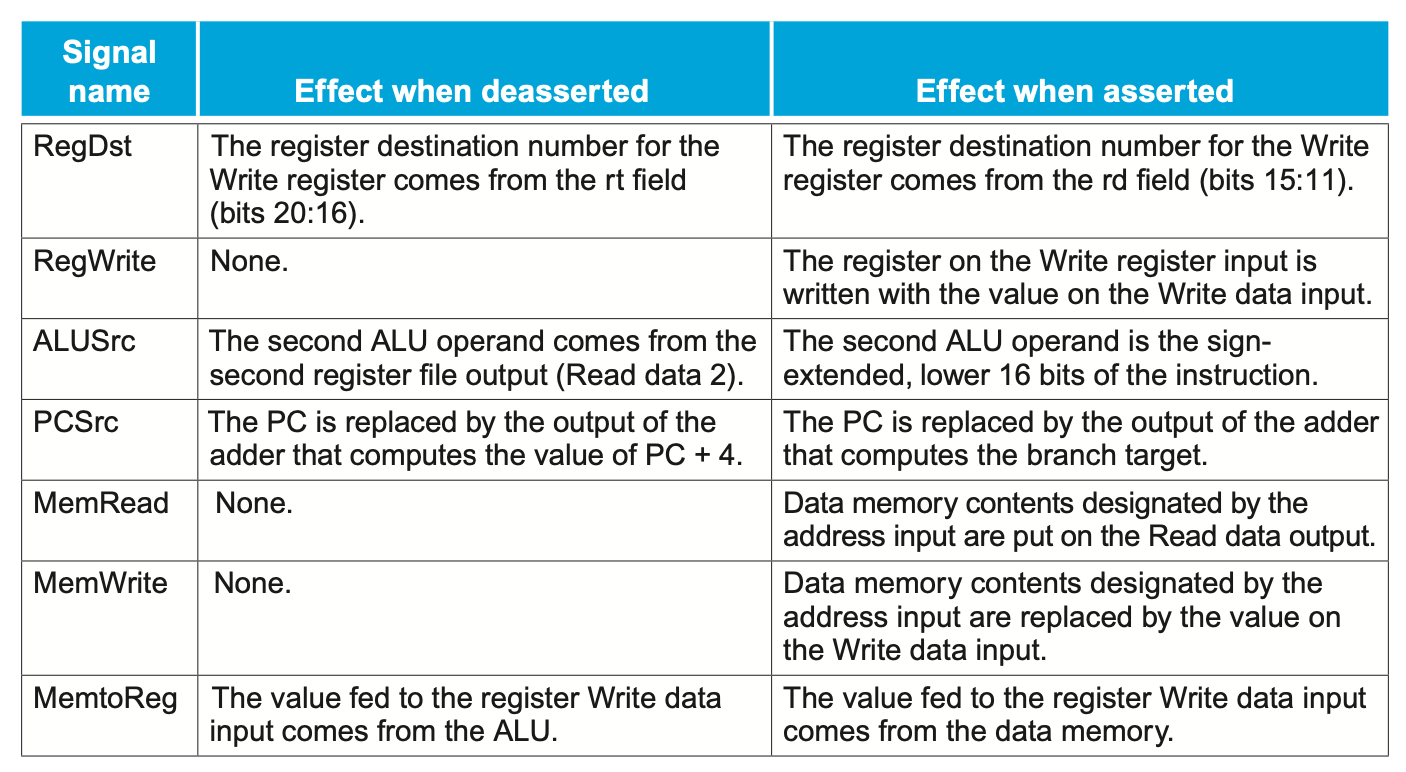 Signal
name
Effect when deasserted
Effect when asserted
RegDst
The register destination number for the
Write register comes from the rt field
(bits 20:16).
The register destination number for the Write
register comes from the rd field (bits 15:11).
RegWrite
None.
The register on the Write register input is
written with the value on the Write data input.
ALUSrc
The second ALU operand comes from the
second register file output (Read data 2).
The second ALU operand is the sign-
extended, lower 16 bits of the instruction.
PCSrc
The PC is replaced by the output of the
adder that computes the value of PC + 4.
The PC is replaced by the output of the adder
that computes the branch target.
MemRead
None.
Data memory contents designated by the
address input are put on the Read data output.
MemWrite
None.
Data memory contents designated by the
address input are replaced by the value on
the Write data input.
MemtoReg
The value fed to the register Write data
input comes from the ALU.
The value fed to the register Write data input
comes from the data memory.